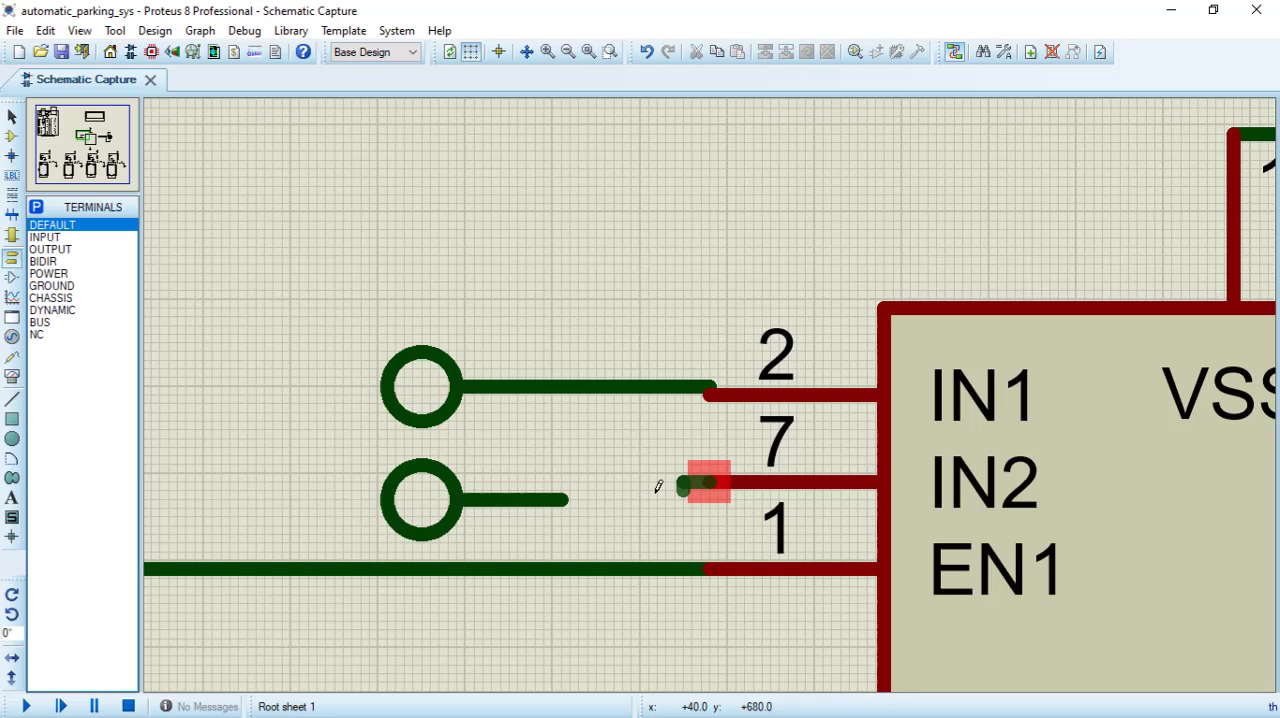 automatic_parking_sys - Proteus 8 Professional - Schematic Capture
File Edit View Tool Design Graph Debug Library Template System Help
Base Design
Schematic Capture
TERMINALS
DEFAULT
INPUT
OUTPUT
BIDIR
POWER
GROUND
CHASSIS
DYNAMIC
BUS
NC
LBL
P
A
S
0°
2
7
1
IN1
IN2
EN1
VSS
No Messages
Root sheet 1
x: +40.0 y: +680.0
th